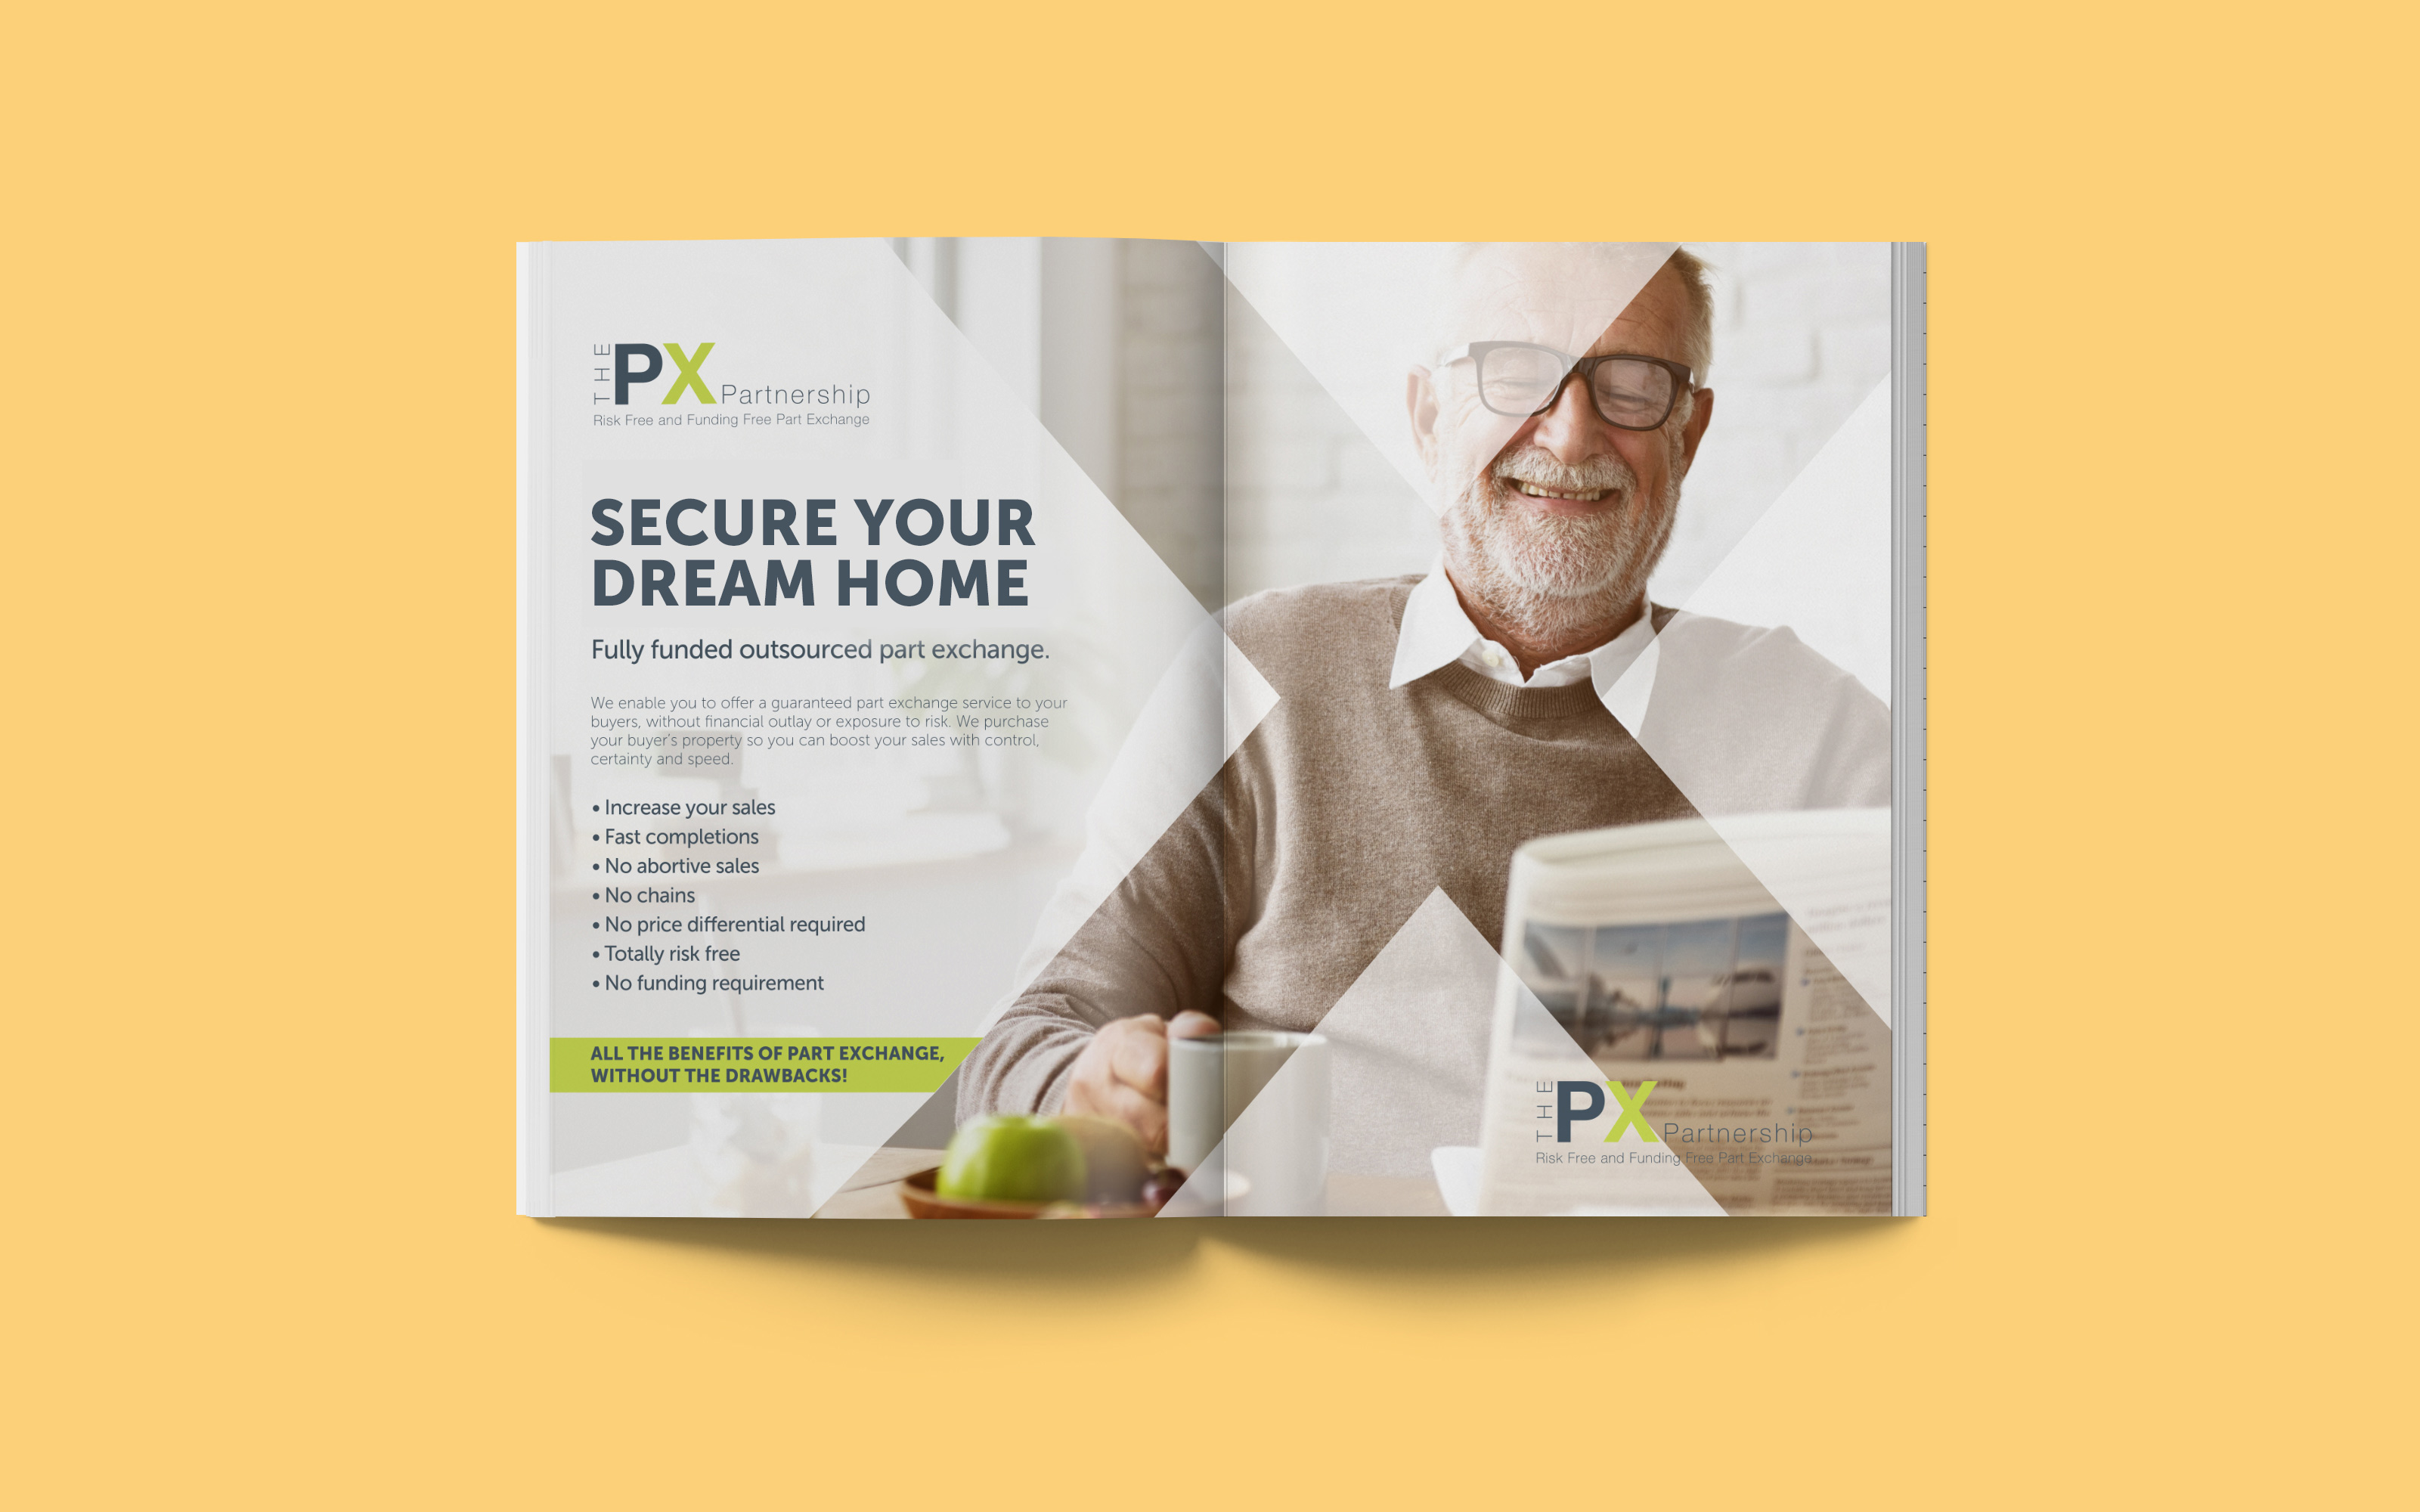 THE PX Partnership
Risk Free and Funding Free Part Exchange
SECURE YOUR
DREAM HOME
Fully funded outsourced part exchange.
We enable you to offer a guaranteed part exchange service to your
buyers, without financial outlay or exposure to risk. We purchase
your buyer's property so you can boost your sales with control,
certainty and speed.
• Increase your sales
• Fast completions
• No abortive sales
• No chains
• No price differential required
• Totally risk free
• No funding requirement
ALL THE BENEFITS OF PART EXCHANGE,
WITHOUT THE DRAWBACKS!
THE PX Partnership
Risk Free and Funding Free Part Exchange